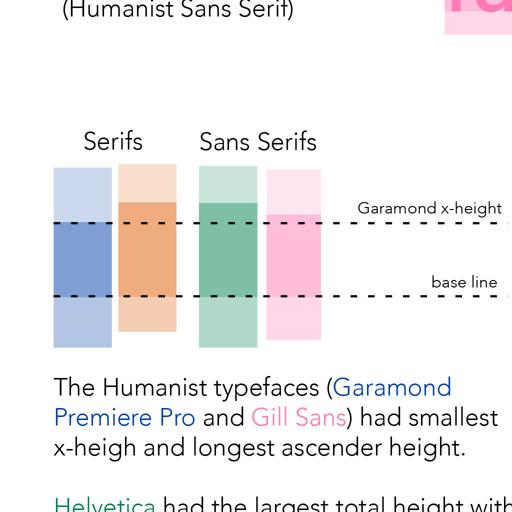 (Humanist Sans Serif)
Serifs
Sans Serifs
Garamond x-height
base line
The Humanist typefaces (Garamond
Premiere Pro and Gill Sans) had smallest
x-heigh and longest ascender height.
Helvetica had the largest total height with